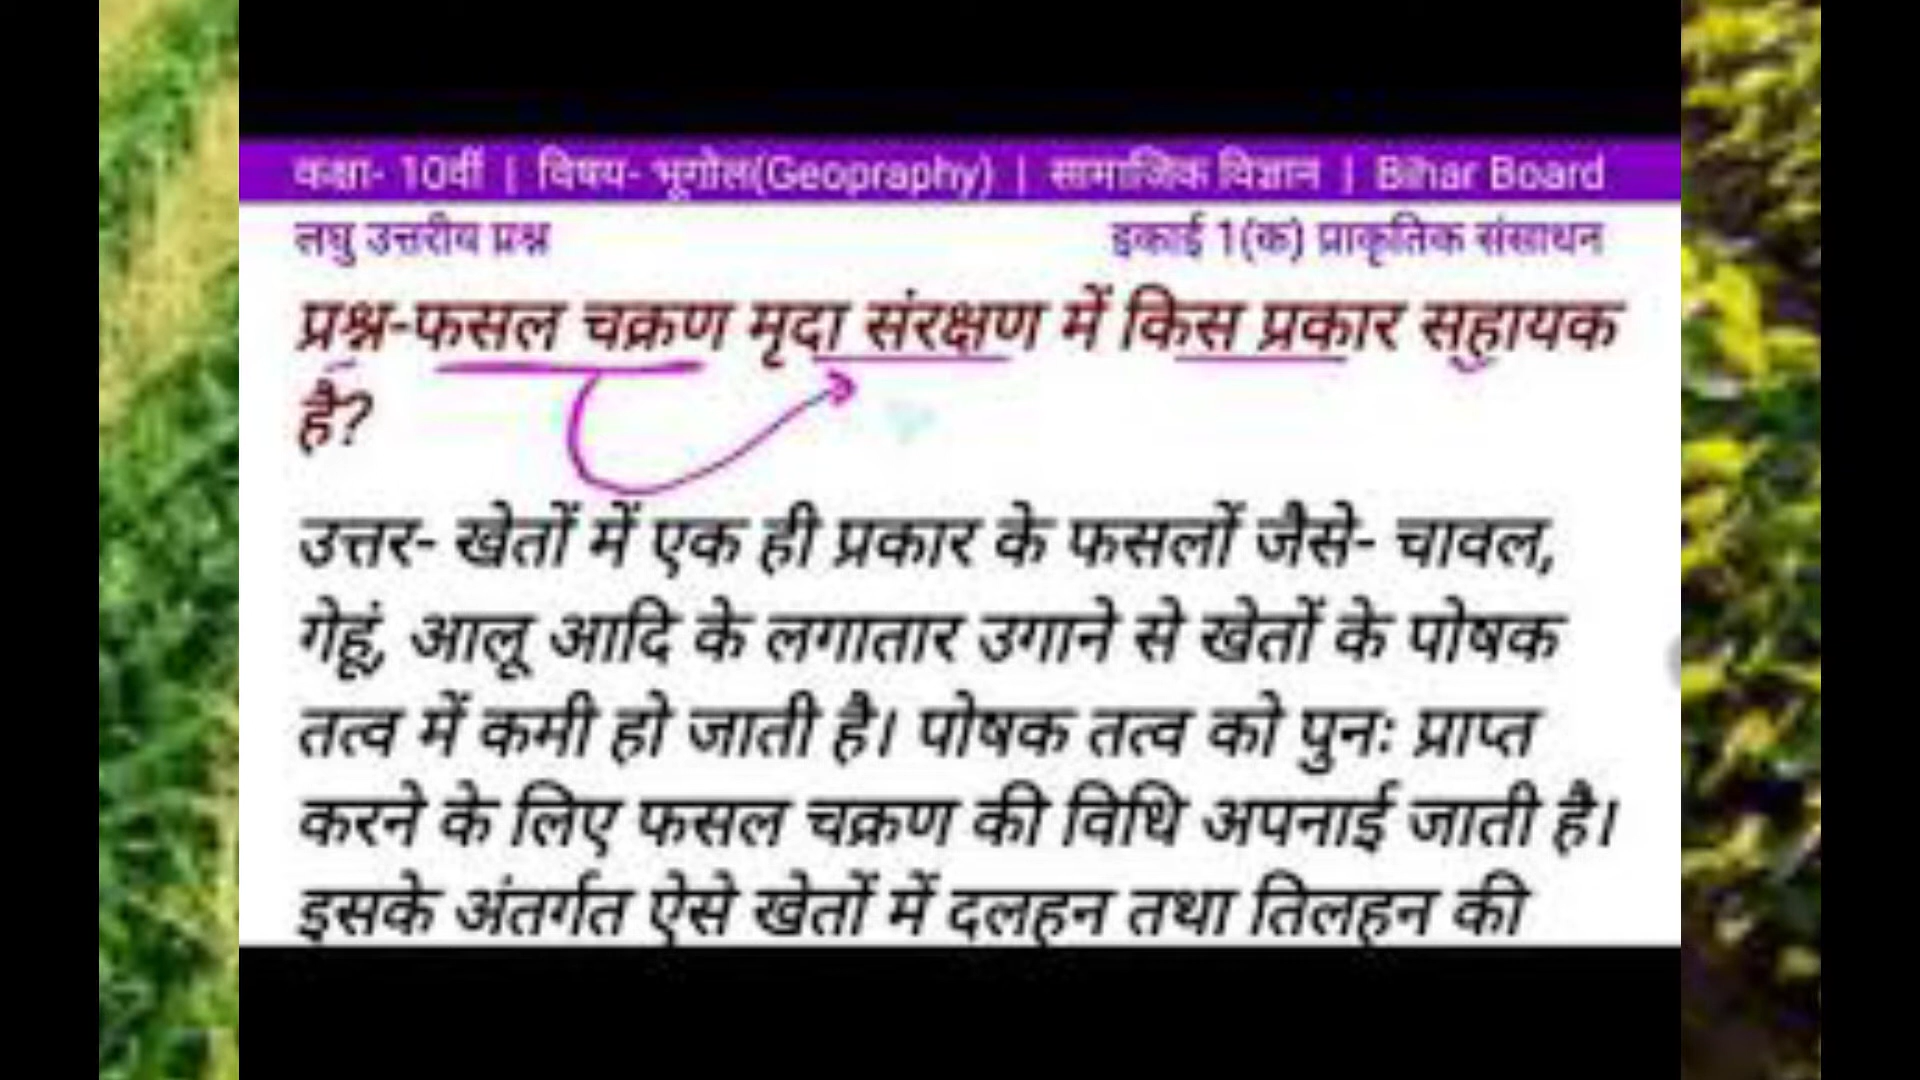 कक्षा- 10वीं | विषय- भूगोल(Geopraphy) | सामाजिक विज्ञान | Bihar Board
लघु उत्तरीय प्रश्न इकाई 1(क) प्राकृतिक संसाधन
प्रश्न-फसल चक्रण मृदा संरक्षण में किस प्रकार सहायक
है?
उत्तर- खेतों में एक ही प्रकार के फसलों जैसे- चावल,
गेहूं, आलू आदि के लगातार उगाने से खेतों के पोषक
तत्व में कमी हो जाती है। पोषक तत्व को पुनः प्राप्त
करने के लिए फसल चक्रण की विधि अपनाई जाती है।
इसके अंतर्गत ऐसे खेतों में दलहन तथा तिलहन की